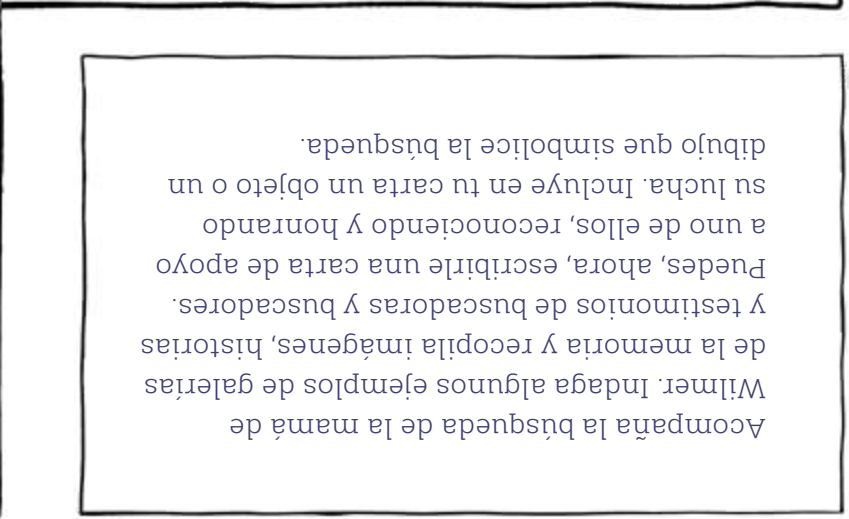 Acompaña la búsqueda de la mamá de
Wilmer. Indaga algunos ejemplos de galerías
de la memoria y recopila imágenes, historias
y testimonios de buscadoras y buscadores.
Puedes, ahora, escribirle una carta de apoyo
a uno de ellos, reconociendo y honrando
su lucha. Incluye en tu carta un objeto o un
dibujo que simbolice la búsqueda.